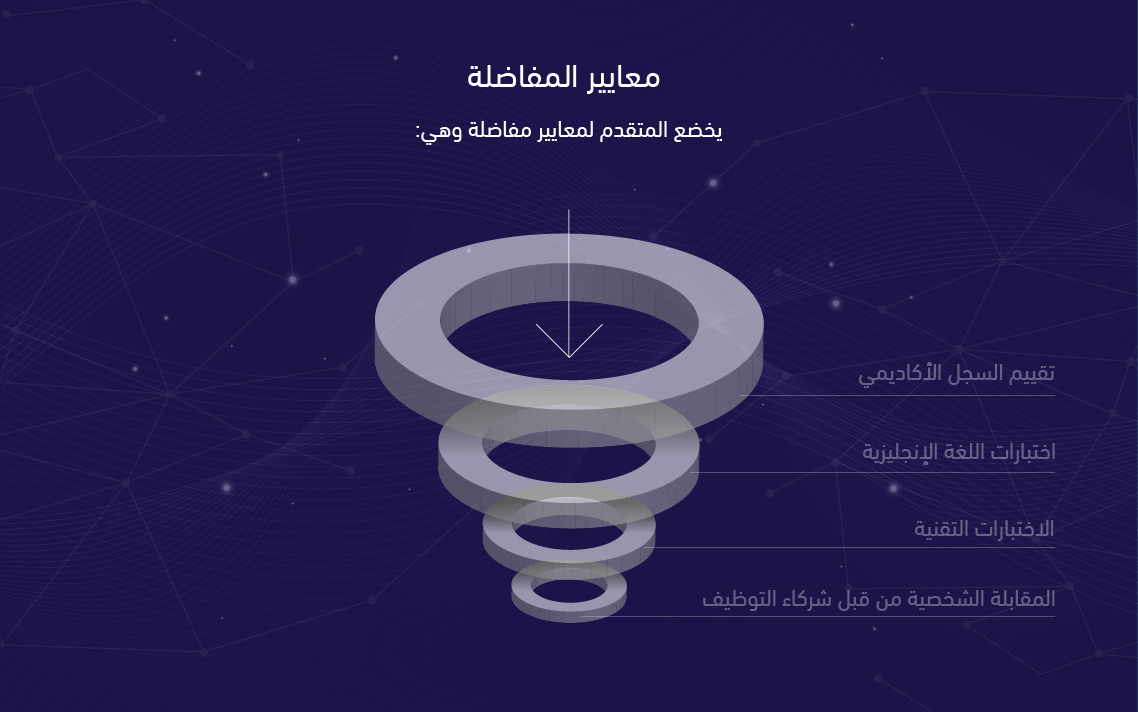 معايير المفاضلة
يخضع المتقدم لمعايير مفاضلة وهي:
تقييم السجل الأكاديمي
اختبارات اللغة الإنجليزية
الاختبارات التقنية
المقابلة الشخصية من قبل شركاء التوظيف